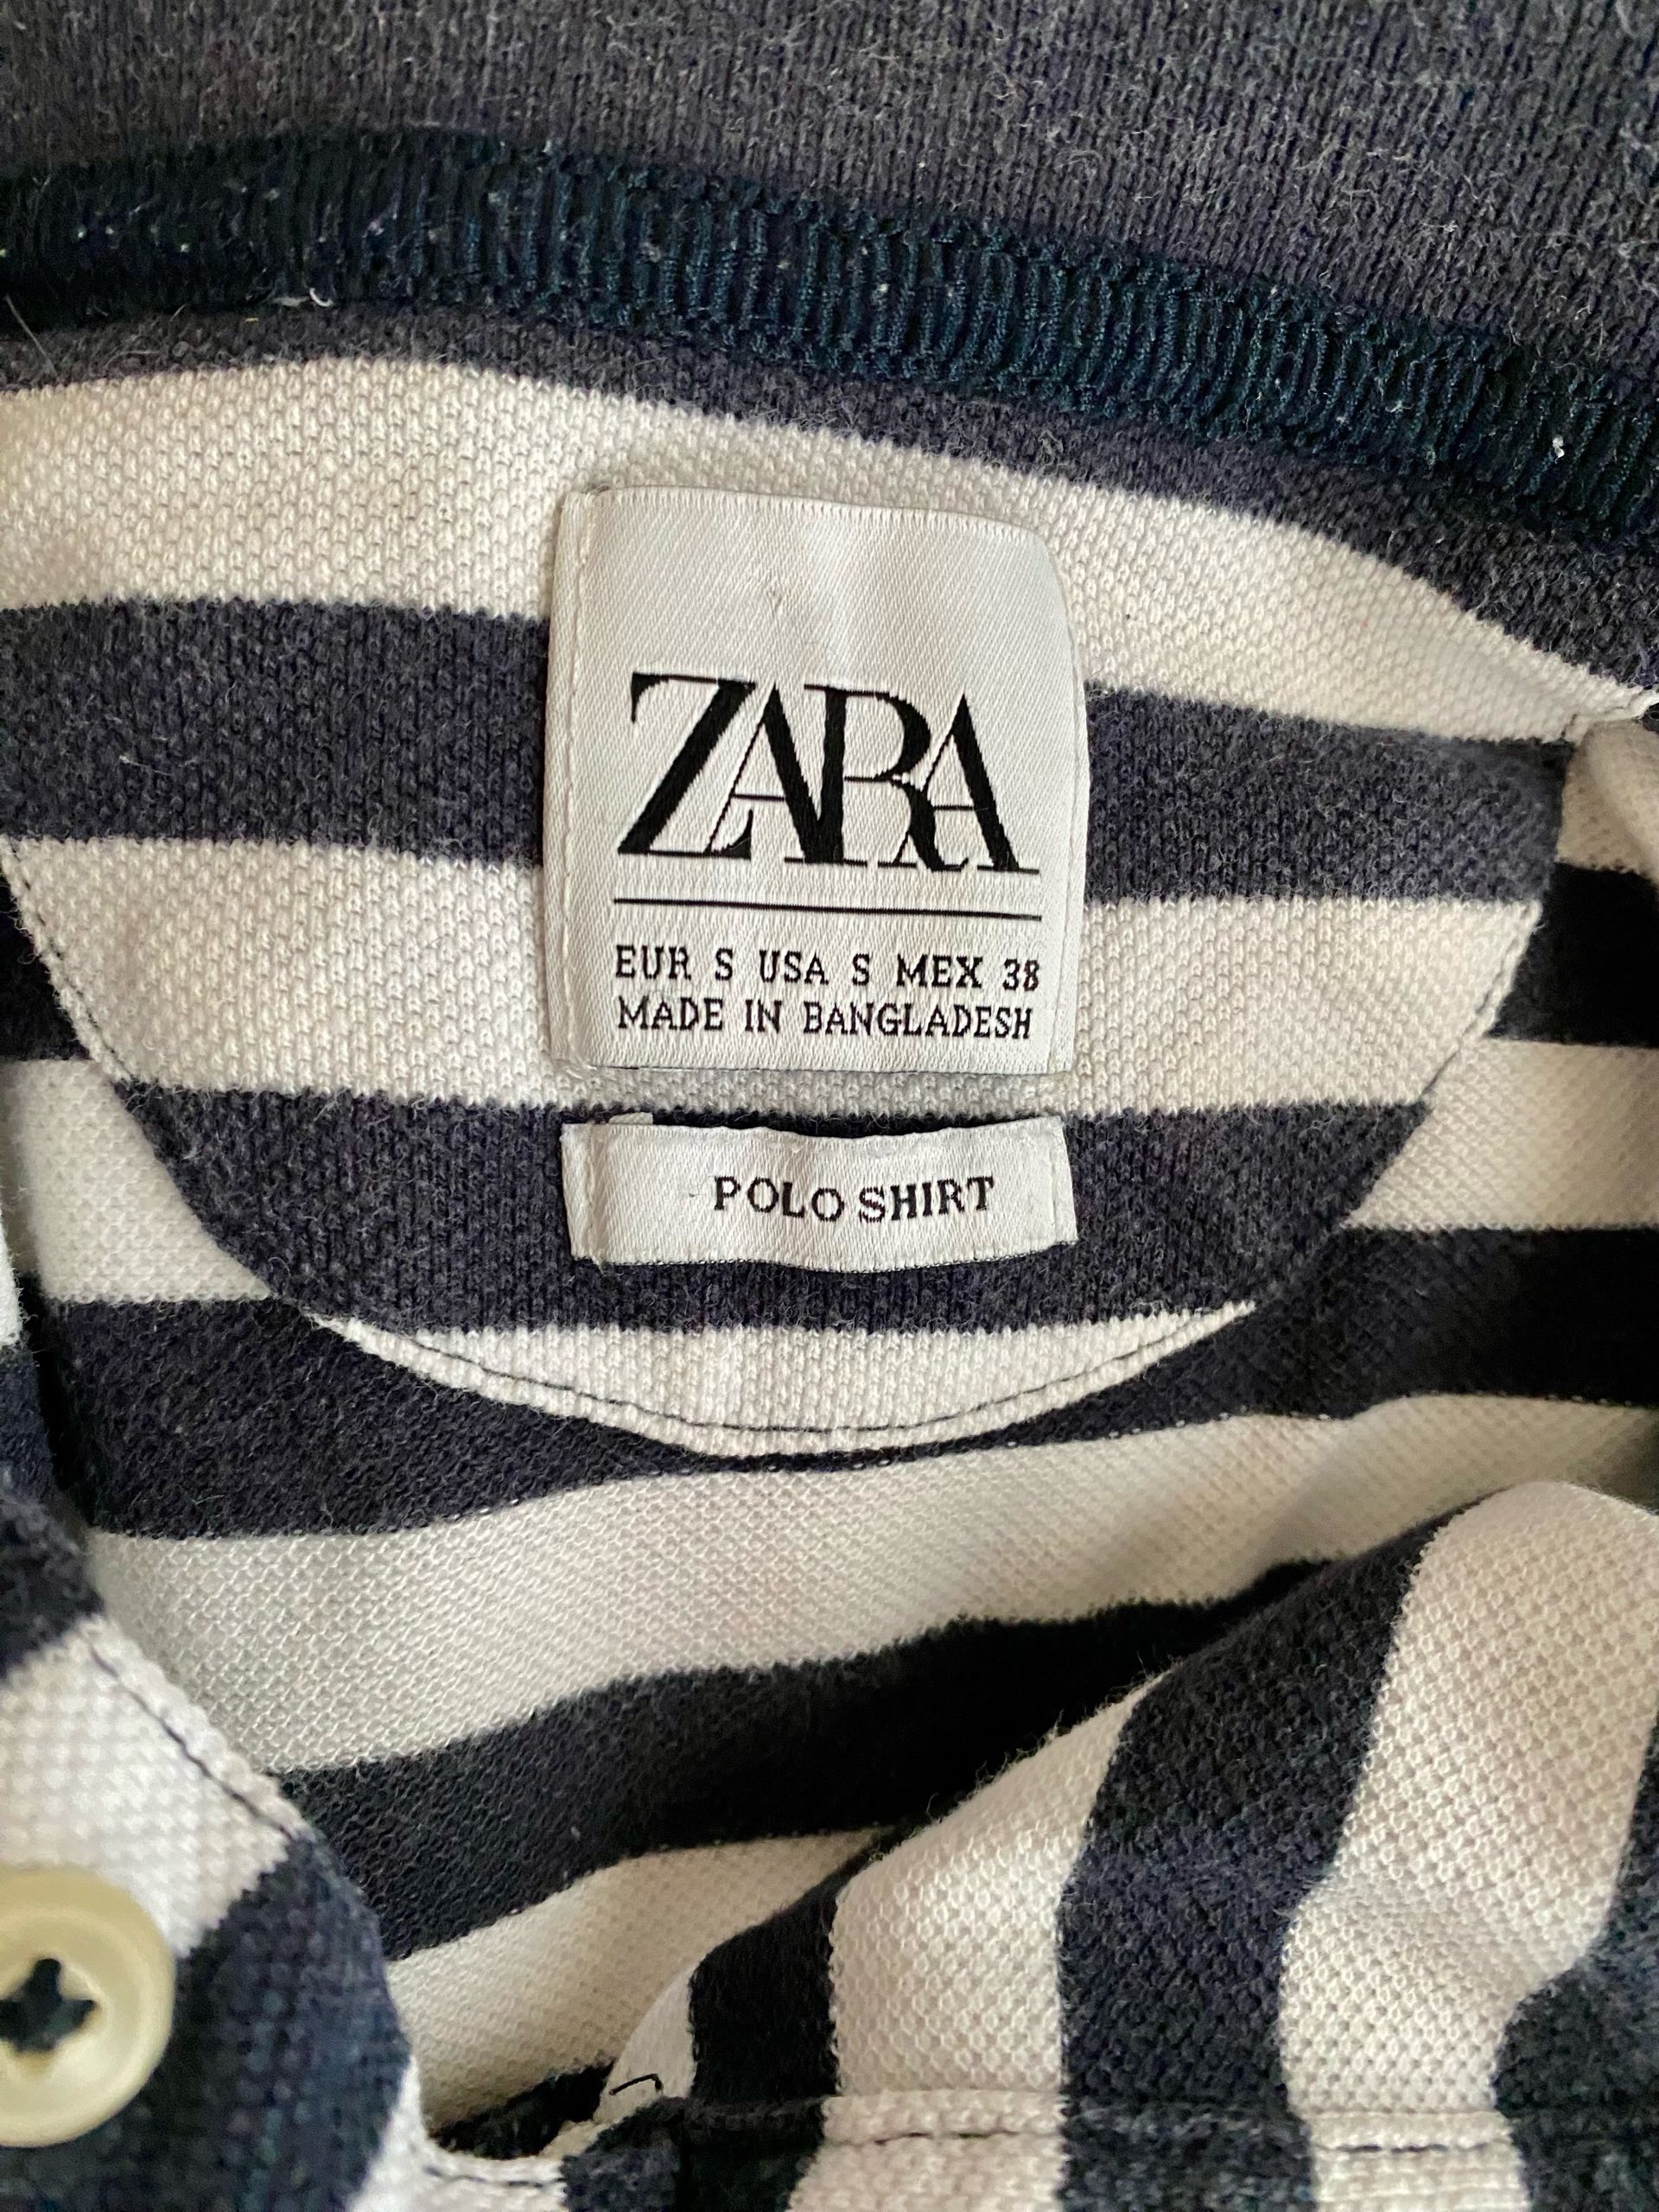 ZARA
EUR S USA S MEX 38
MADE IN BANGLADESH
POLO SHIRT